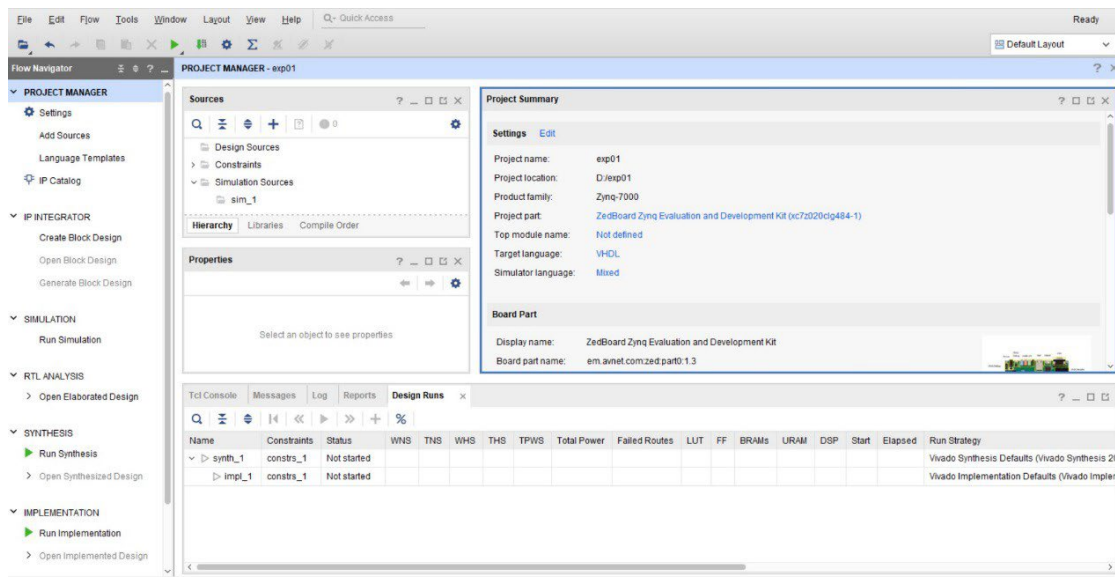 File Edit Flow Tools Window Layout View Help Q- Quick Access Ready
Default Layout
Flow Navigator
PROJECT MANAGER - exp01
PROJECT MANAGER
Settings
Add Sources
Language Templates
IP Catalog
IP INTEGRATOR
Create Block Design
Open Block Design
Generate Block Design
SIMULATION
Run Simulation
RTL ANALYSIS
Open Elaborated Design
SYNTHESIS
Run Synthesis
Open Synthesized Design
IMPLEMENTATION
Run Implementation
Open Implemented Design
Sources
0
Design Sources
Constraints
Simulation Sources
sim_1
Hierarchy Libraries Compile Order
Properties
Select an object to see properties
Project Summary
Settings Edit
Project name: exp01
Project location: D:/exp01
Product family: Zynq-7000
Project part: ZedBoard Zynq Evaluation and Development Kit (xc7z020clg484-1)
Top module name: Not defined
Target language: VHDL
Simulator language: Mixed
Board Part
Display name: ZedBoard Zynq Evaluation and Development Kit
Board part name: em.avnet.com:zed:part0:1.3
Tcl Console Messages Log Reports Design Runs
Name Constraints Status WNS TNS WHS THS TPWS Total Power Failed Routes LUT FF BRAMs URAM DSP Start Elapsed Run Strategy
synth_1 constrs_1 Not started Vivado Synthesis Defaults (Vivado Synthesis 20
impl_1 constrs_1 Not started Vivado Implementation Defaults (Vivado Implem